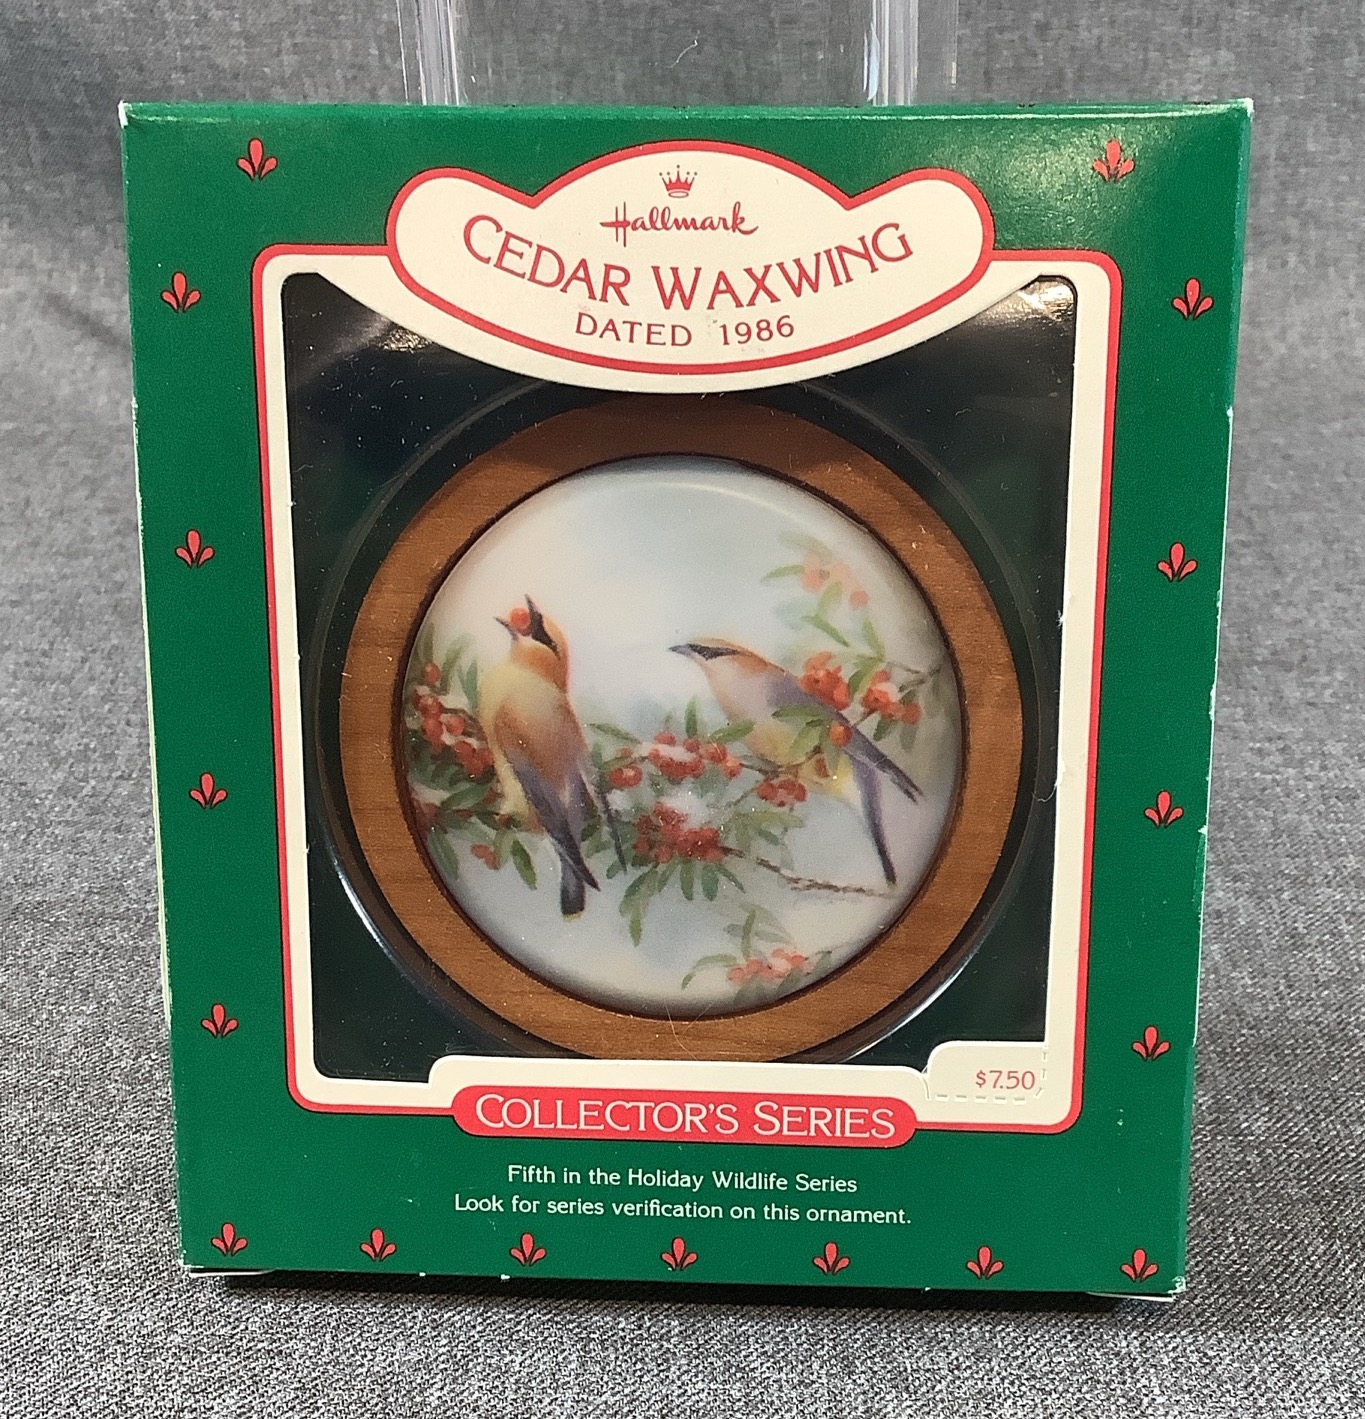 Hallmark
CEDAR WAXWING
DATED 1986
$7.50
COLLECTOR'S SERIES
Fifth in the Holiday Wildlife Series
Look for series verification on this ornament.